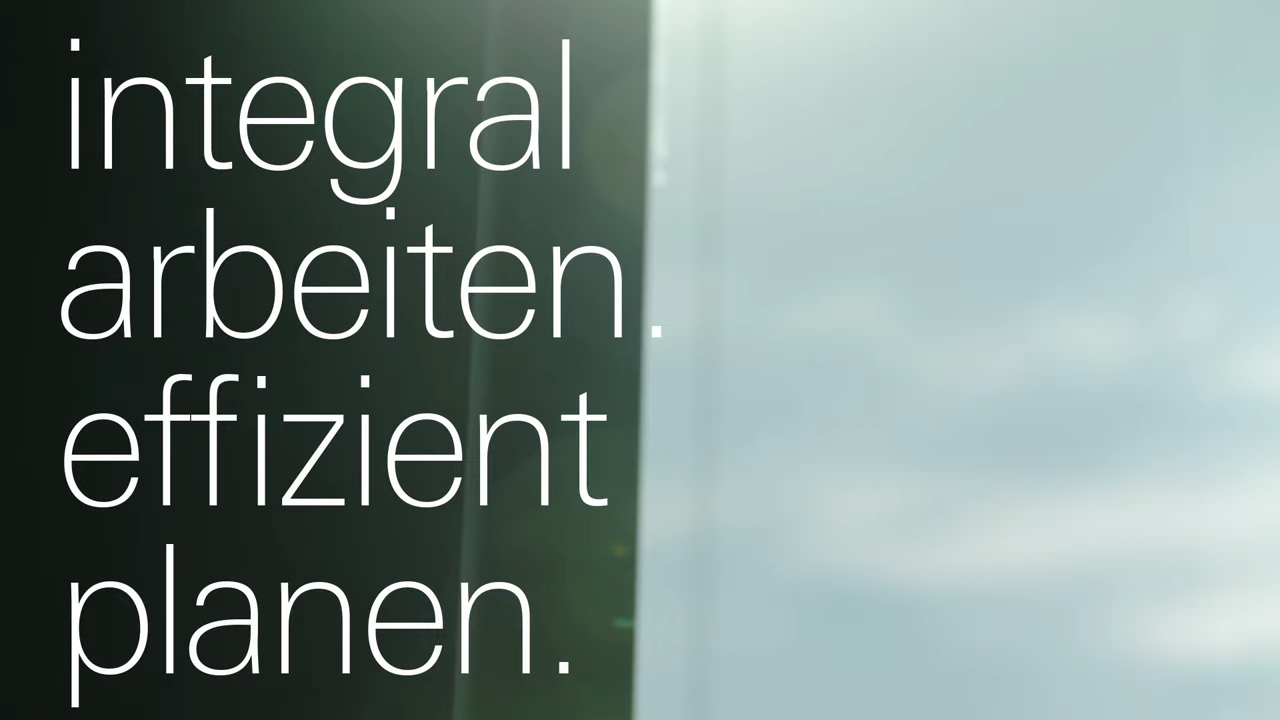 integral
arbeiten.
effizient
planen.